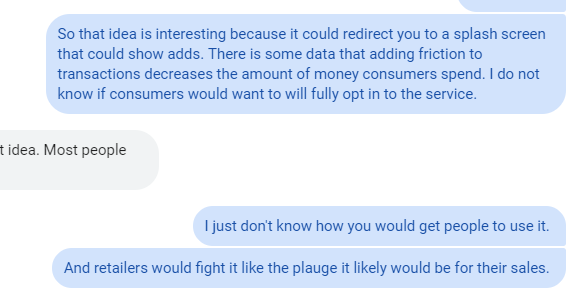 So that idea is interesting because it could redirect you to a splash screen
that could show adds. There is some data that adding friction to
transactions decreases the amount of money consumers spend. I do not
know if consumers would want to will fully opt in to the service.
t idea. Most people
I just don't know how you would get people to use it.
And retailers would fight it like the plauge it likely would be for their sales.